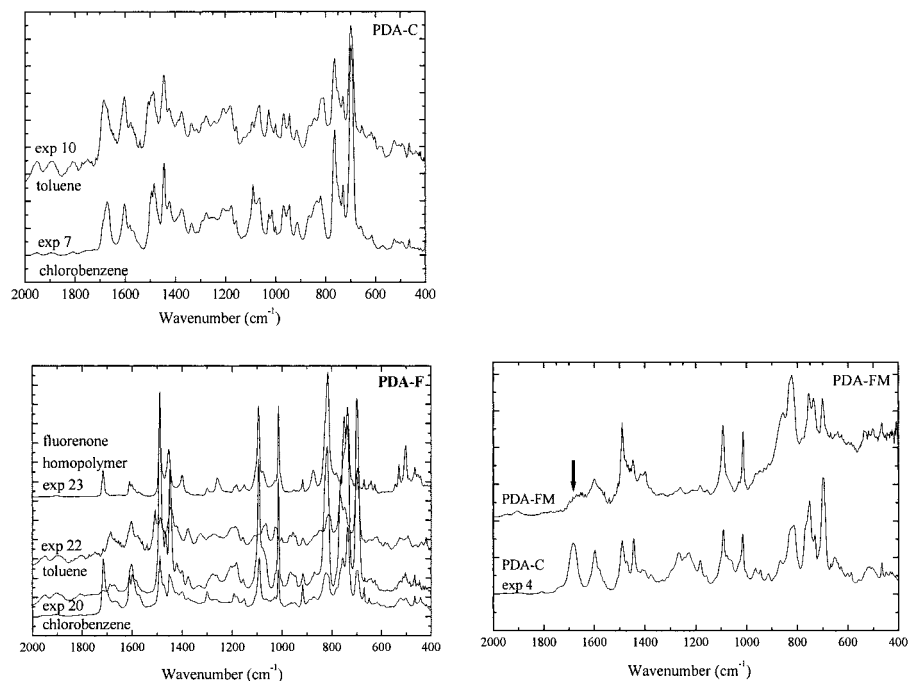 PDA-C
exp 10
toluene
exp 7
chlorobenzene
2000 1800 1600 1400 1200 1000 800 600 400
Wavenumber (cm-1)
PDA-F
fluorenone
homopolymer
exp 23
exp 22
toluene
exp 20
chlorobenzene
2000 1800 1600 1400 1200 1000 800 600 400
Wavenumber (cm-1)
PDA-FM
PDA-FM
PDA-C
exp 4
2000 1800 1600 1400 1200 1000 800 600 400
Wavenumber (cm-1)